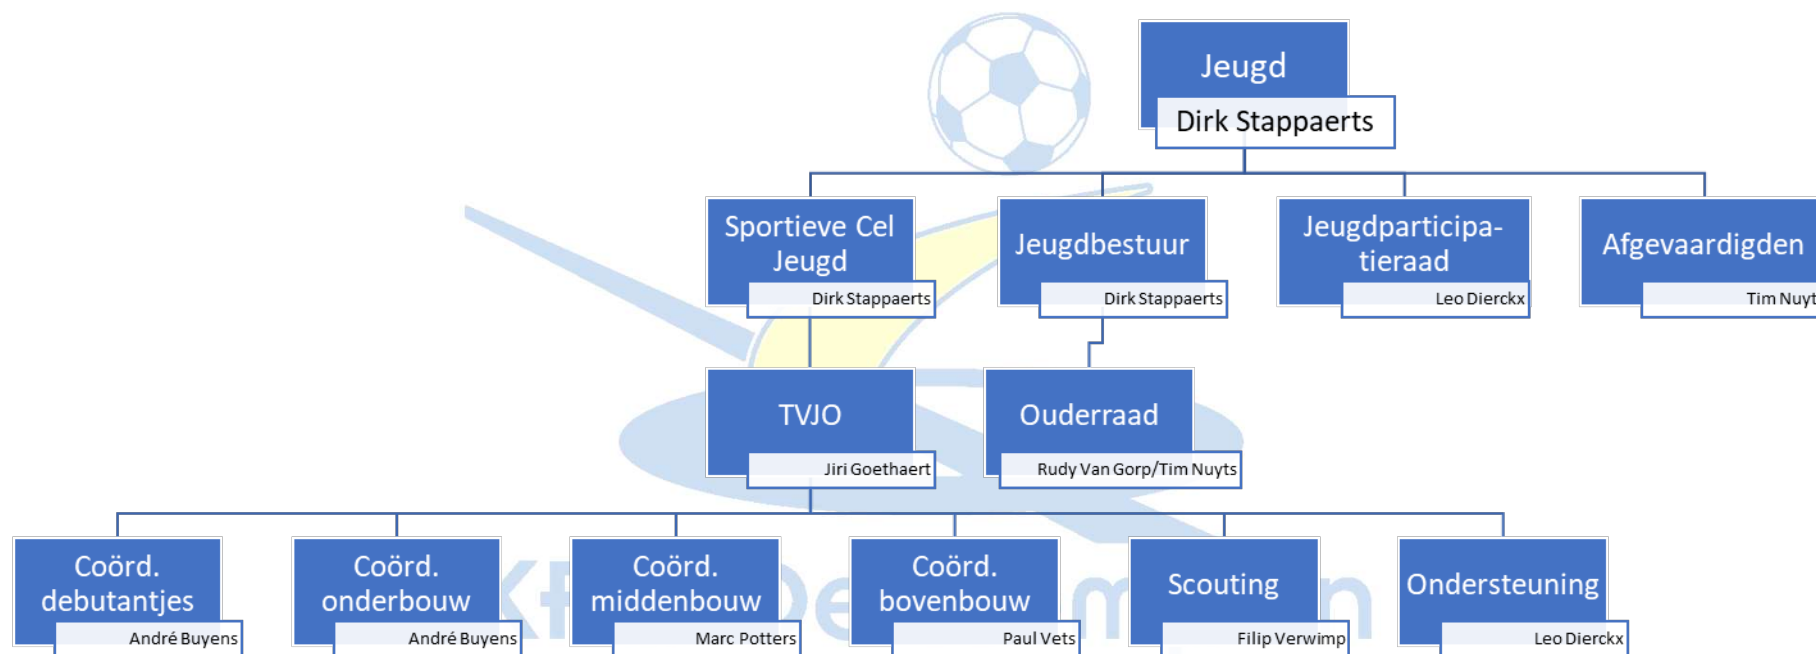 Jeugd
Dirk Stappaerts
Sportieve Cel
Jeugd
Dirk Stappaerts
Jeugdbestuur
Dirk Stappaerts
Jeugdparticipa-
tieraad
Leo Dierckx
Afgevaardigden
Tim Nuyt
TVJO
Jiri Goethaert
Ouderraad
Rudy Van Gorp/Tim Nuyts
Coörd.
debutantjes
André Buyens
Coörd.
onderbouw
André Buyens
Coörd.
middenbouw
Marc Potters
Coörd.
bovenbouw
Paul Vets
Scouting
Filip Verwimp
Ondersteuning
Leo Dierckx